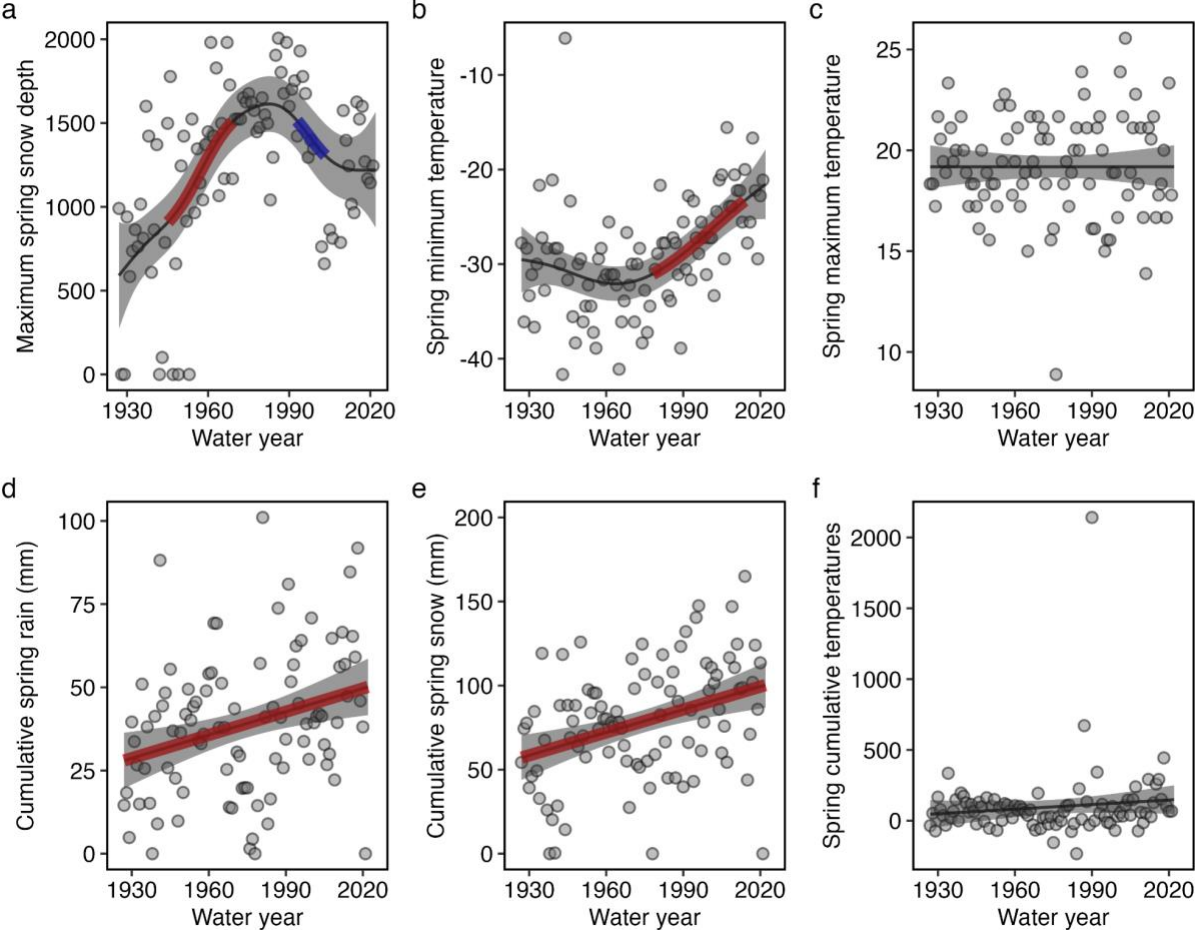 a
Maximum spring snow depth
2000
1500
1000
500
0
1930 1960 1990 2020
Water year
b
Spring minimum temperature
-10
-20
-30
-40
1930 1960 1990 2020
Water year
c
Spring maximum temperature
25
20
15
10
1930 1960 1990 2020
Water year
d
Cumulative spring rain (mm)
100
75
50
25
0
1930 1960 1990 2020
Water year
e
Cumulative spring snow (mm)
200
150
100
50
0
1930 1960 1990 2020
Water year
f
Spring cumulative temperatures
2000
1500
1000
500
0
1930 1960 1990 2020
Water year